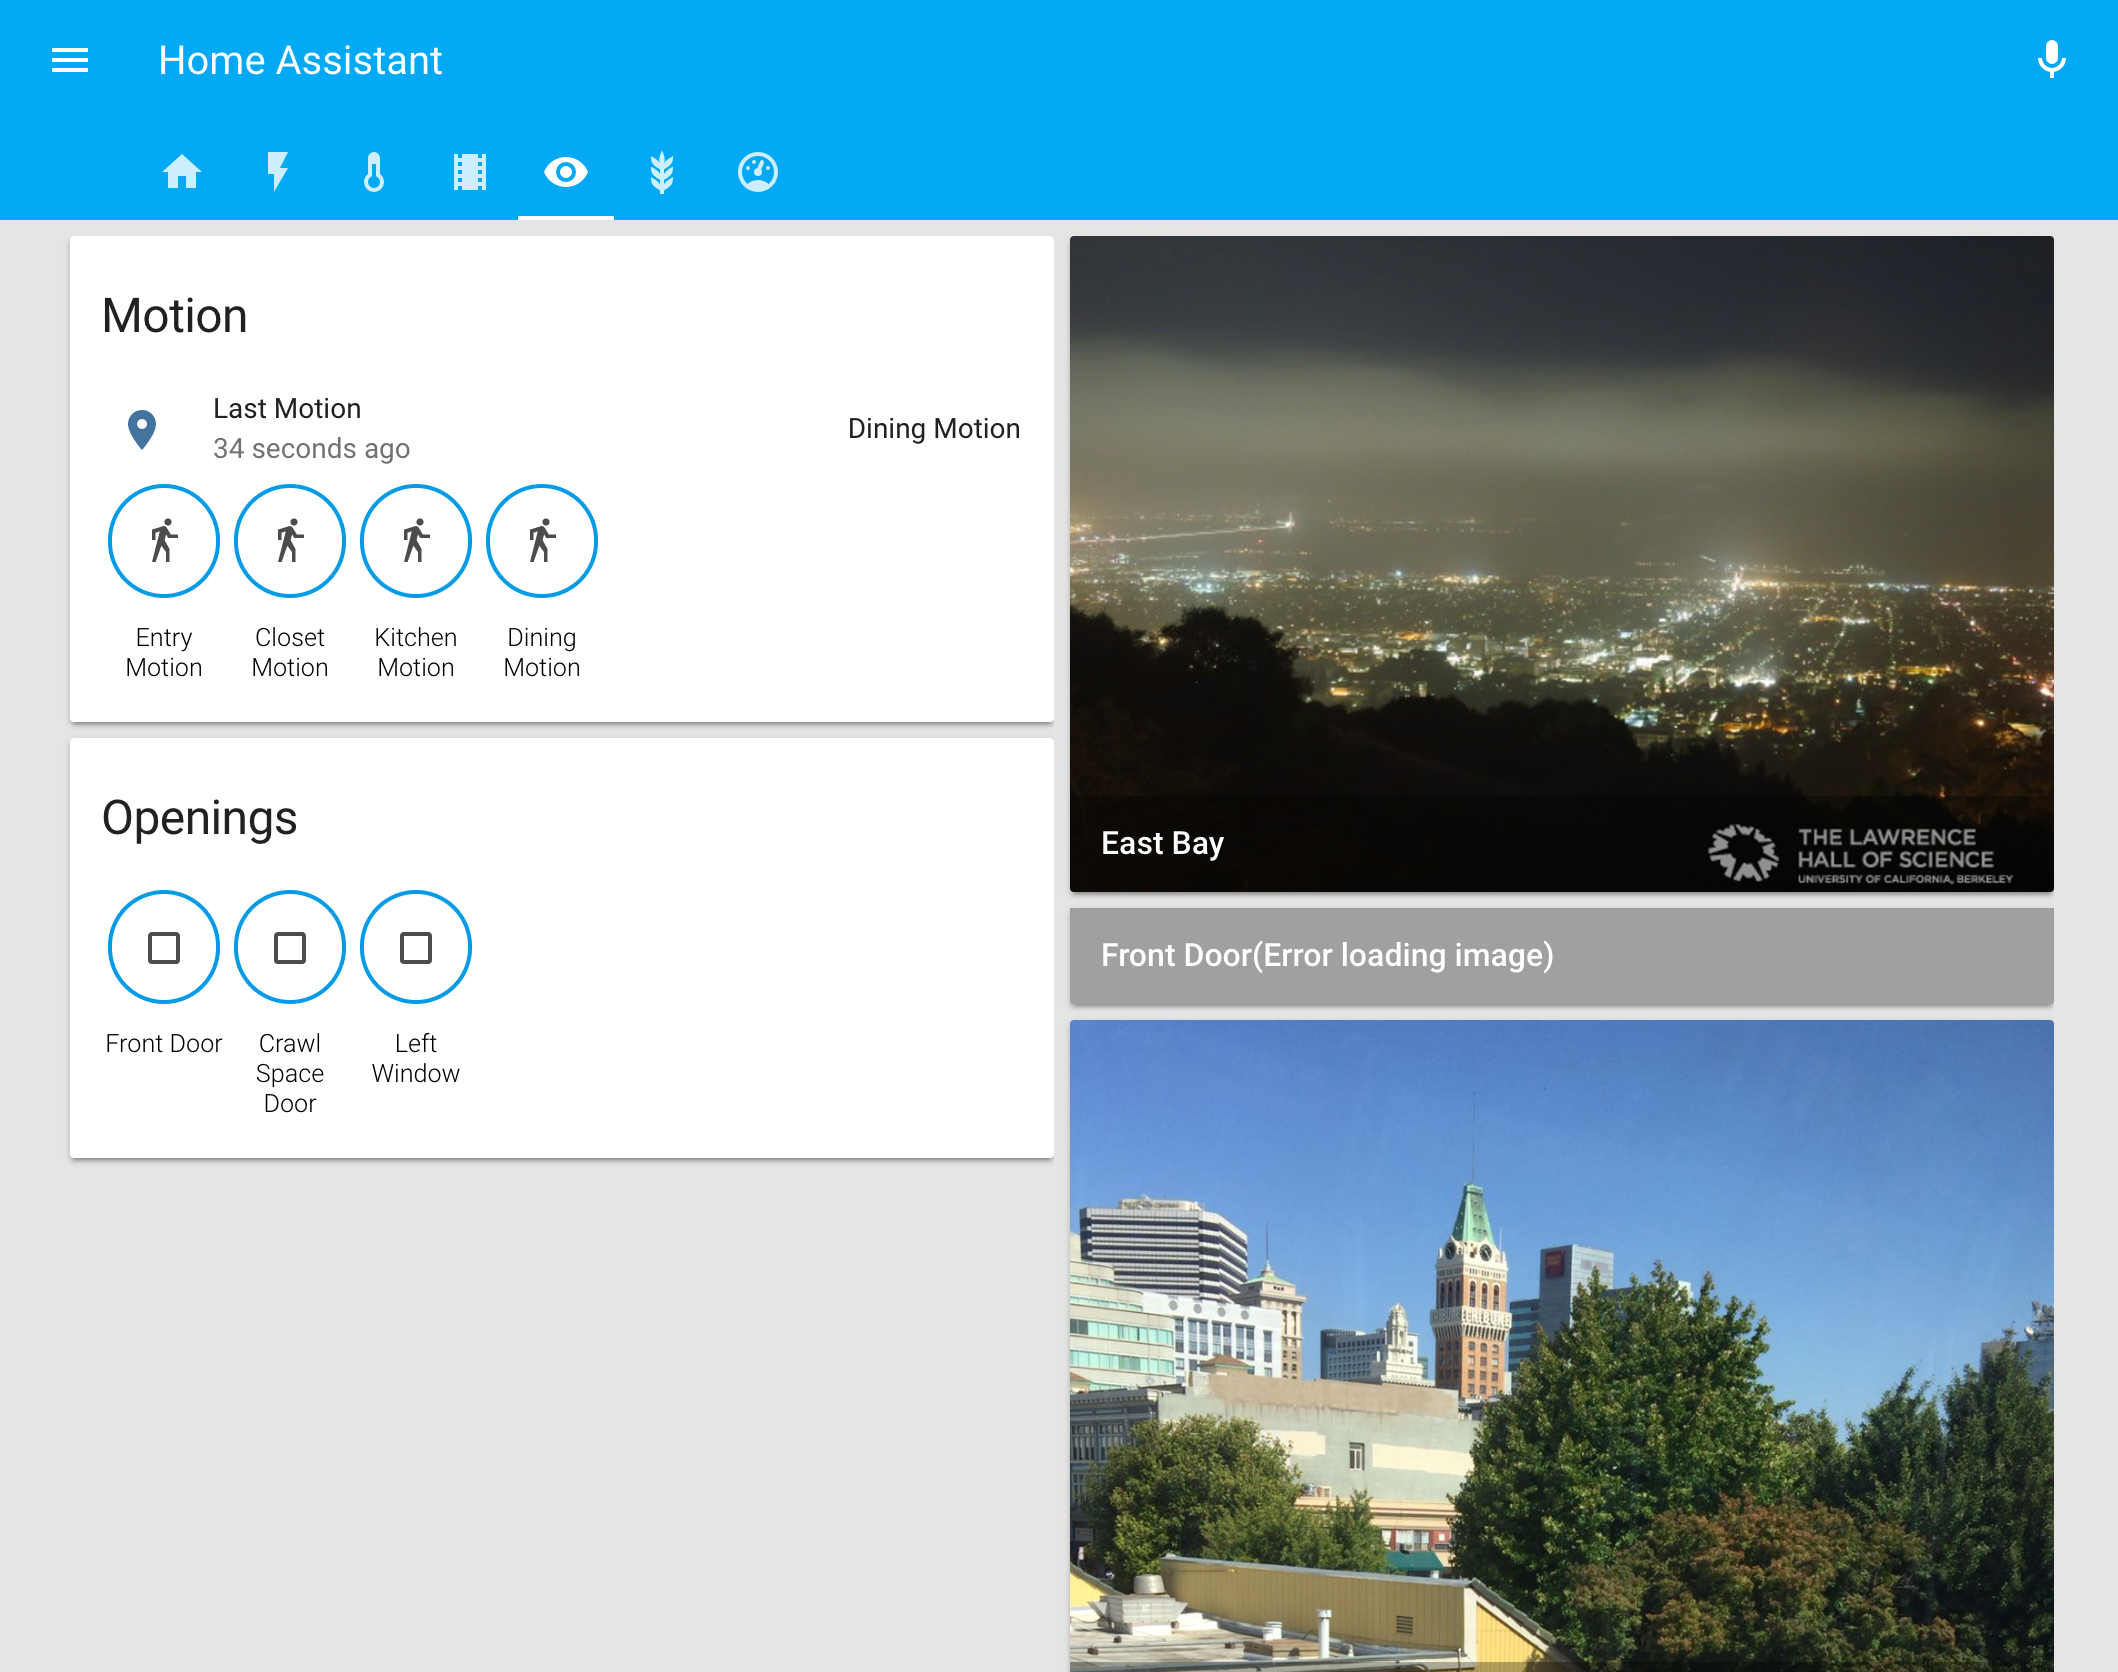 Home Assistant
Motion
Last Motion
34 seconds ago
Dining Motion
Entry
Motion
Closet
Motion
Kitchen
Motion
Dining
Motion
Openings
Front Door
Crawl
Space
Door
Left
Window
East Bay
THE LAWRENCE
HALL OF SCIENCE
UNIVERSITY OF CALIFORNIA, BERKELEY
Front Door(Error loading image)